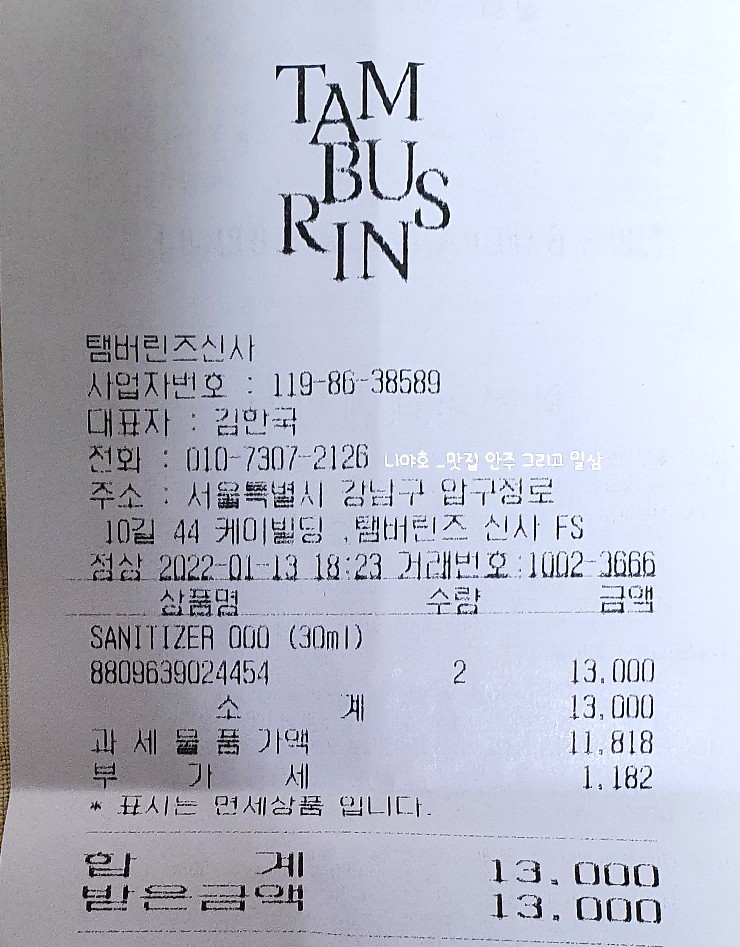 TAM
BUS
RIN
탬버린즈신사
사업자번호 : 119-86-38589
대표자 : 김한국
전화 : 010-7307-2126
니야호 _맛집 안주 그리고 일상
주소 : 서울특별시 강남구 압구정로
10길 44 케이빌딩 ,탬버린즈 신사 FS
정상 2022-01-13 18:23 거래번호:1002-3666
상품명 수량 금액
SANITIZER 000 (30ml)
8809639024454 2 13,000
소 계 13,000
과 세 물 품 가액 11,818
부 가 세 1,182
* 표시는 면세상품 입니다.
합 계 13,000
받은금액 13,000